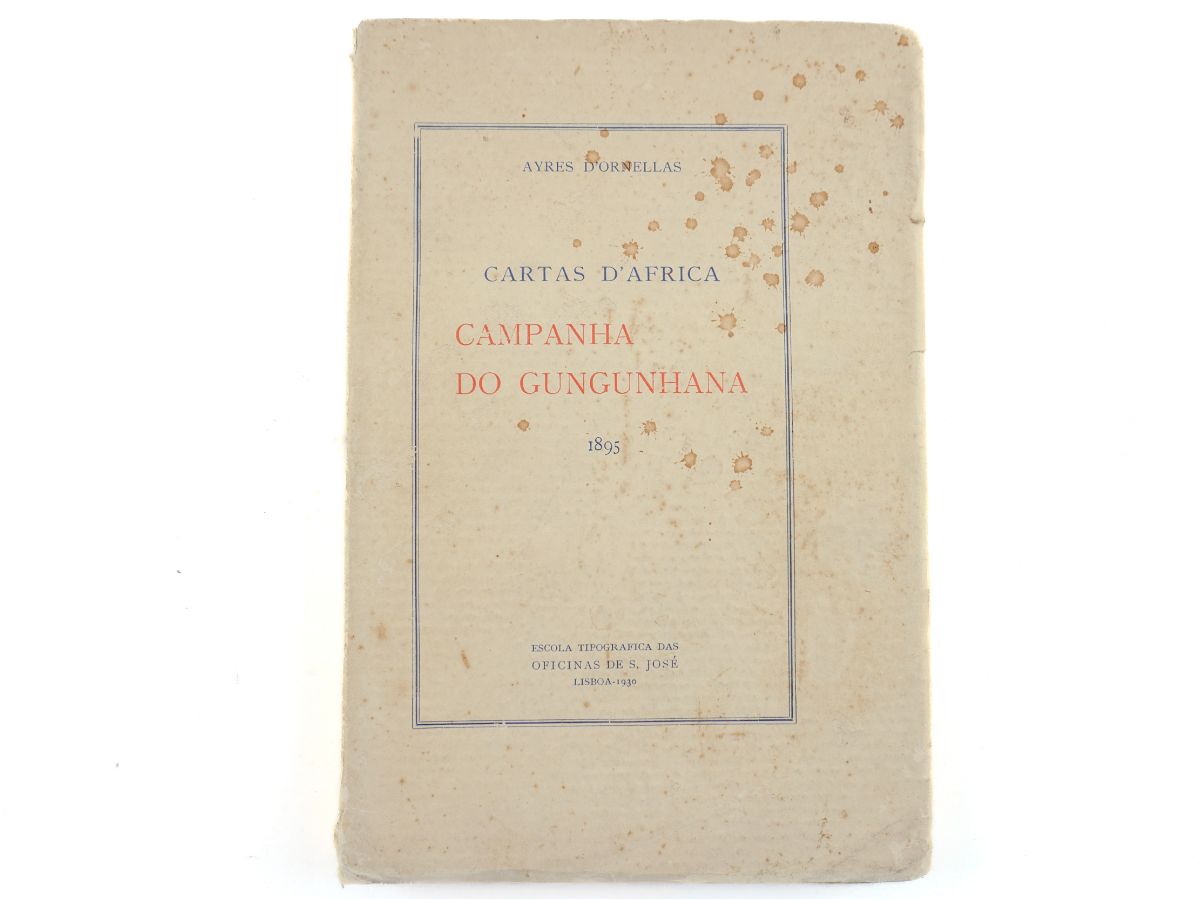 AYRES D'ORNELLAS
CARTAS D'AFRICA
CAMPANHA
DO GUNGUNHANA
1895
ESCOLA TIPOGRAFICA DAS
OFICINAS DE S. JOSÉ
LISBOA-1930